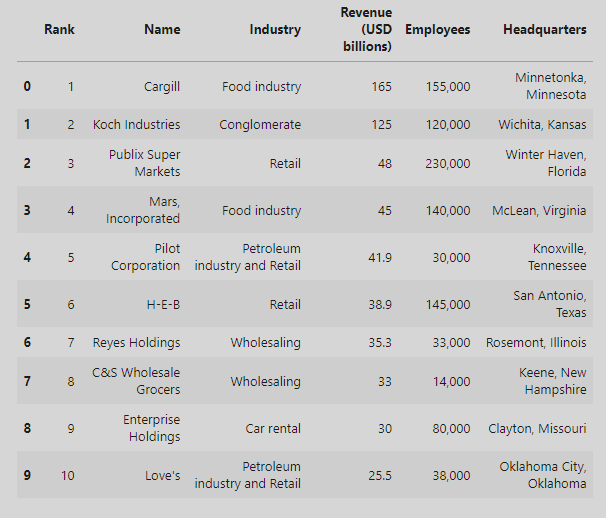 Rank Name Industry Revenue (USD billions) Employees Headquarters
0 1 Cargill Food industry 165 155,000 Minnetonka, Minnesota
1 2 Koch Industries Conglomerate 125 120,000 Wichita, Kansas
2 3 Publix Super Markets Retail 48 230,000 Winter Haven, Florida
3 4 Mars, Incorporated Food industry 45 140,000 McLean, Virginia
4 5 Pilot Corporation Petroleum industry and Retail 41.9 30,000 Knoxville, Tennessee
5 6 H-E-B Retail 38.9 145,000 San Antonio, Texas
6 7 Reyes Holdings Wholesaling 35.3 33,000 Rosemont, Illinois
7 8 C&S Wholesale Grocers Wholesaling 33 14,000 Keene, New Hampshire
8 9 Enterprise Holdings Car rental 30 80,000 Clayton, Missouri
9 10 Love's Petroleum industry and Retail 25.5 38,000 Oklahoma City, Oklahoma